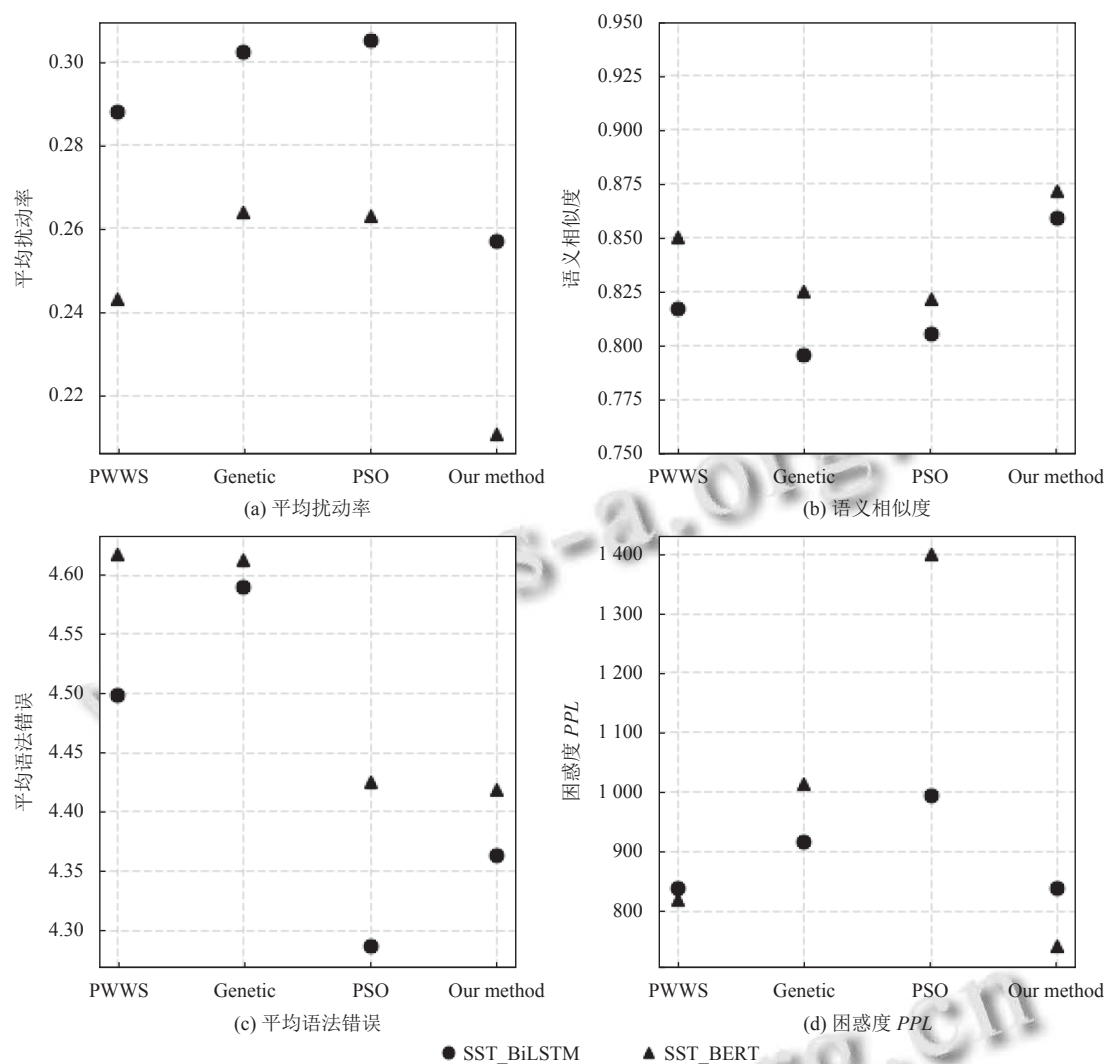 0.30
0.28
0.26
0.24
0.22
平均扰动率
PWWS Genetic PSO Our method
(a) 平均扰动率
0.950
0.925
0.900
0.875
0.850
0.825
0.800
0.775
0.750
语义相似度
PWWS Genetic PSO Our method
(b) 语义相似度
4.60
4.55
4.50
4.45
4.40
4.35
4.30
平均语法错误
PWWS Genetic PSO Our method
(c) 平均语法错误
1 400
1 300
1 200
1 100
1 000
900
800
困惑度 PPL
PWWS Genetic PSO Our method
(d) 困惑度 PPL
SST_BiLSTM SST_BERT
s-a.org.